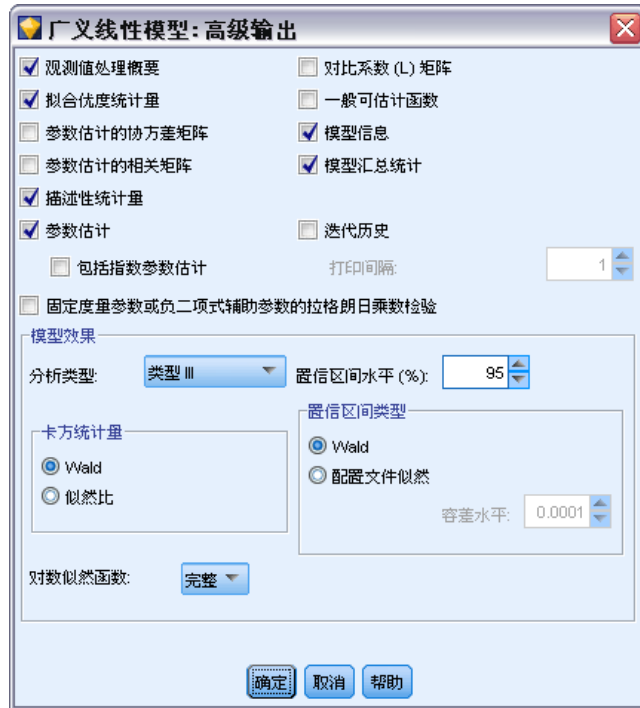 广义线性模型: 高级输出
观测值处理概要
对比系数 (L) 矩阵
拟合优度统计量
一般可估计函数
参数估计的协方差矩阵
模型信息
参数估计的相关矩阵
模型汇总统计
描述性统计量
参数估计
迭代历史
包括指数参数估计
打印间隔:
1
固定度量参数或负二项式辅助参数的拉格朗日乘数检验
模型效果
分析类型:
类型 III
置信区间水平 (%):
95
卡方统计量
Wald
似然比
置信区间类型
Wald
配置文件似然
容差水平:
0.0001
对数似然函数:
完整
确定
取消
帮助